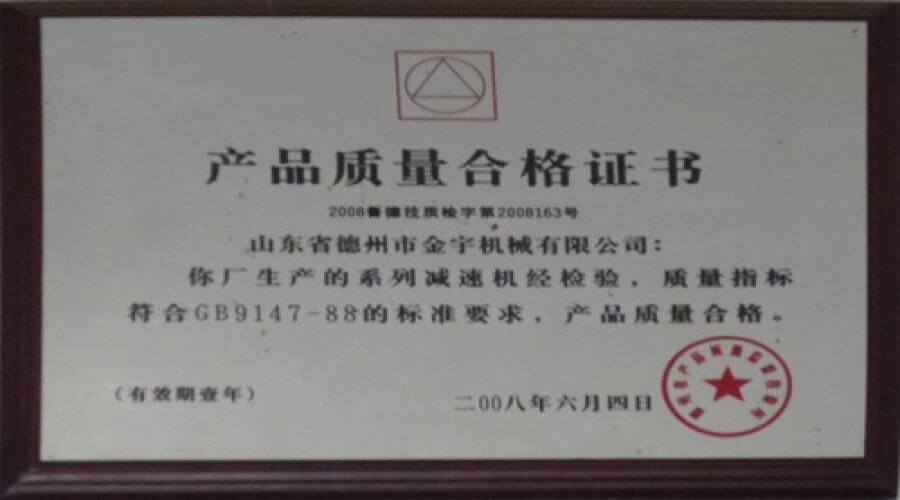 产品质量合格证书
2008鲁德技质检字第2008163号
山东省德州市金宇机械有限公司：
你厂生产的系列减速机经检验，质量指标
符合GB9147-88的标准要求，产品质量合格。
（有效期壹年）
二00八年六月四日